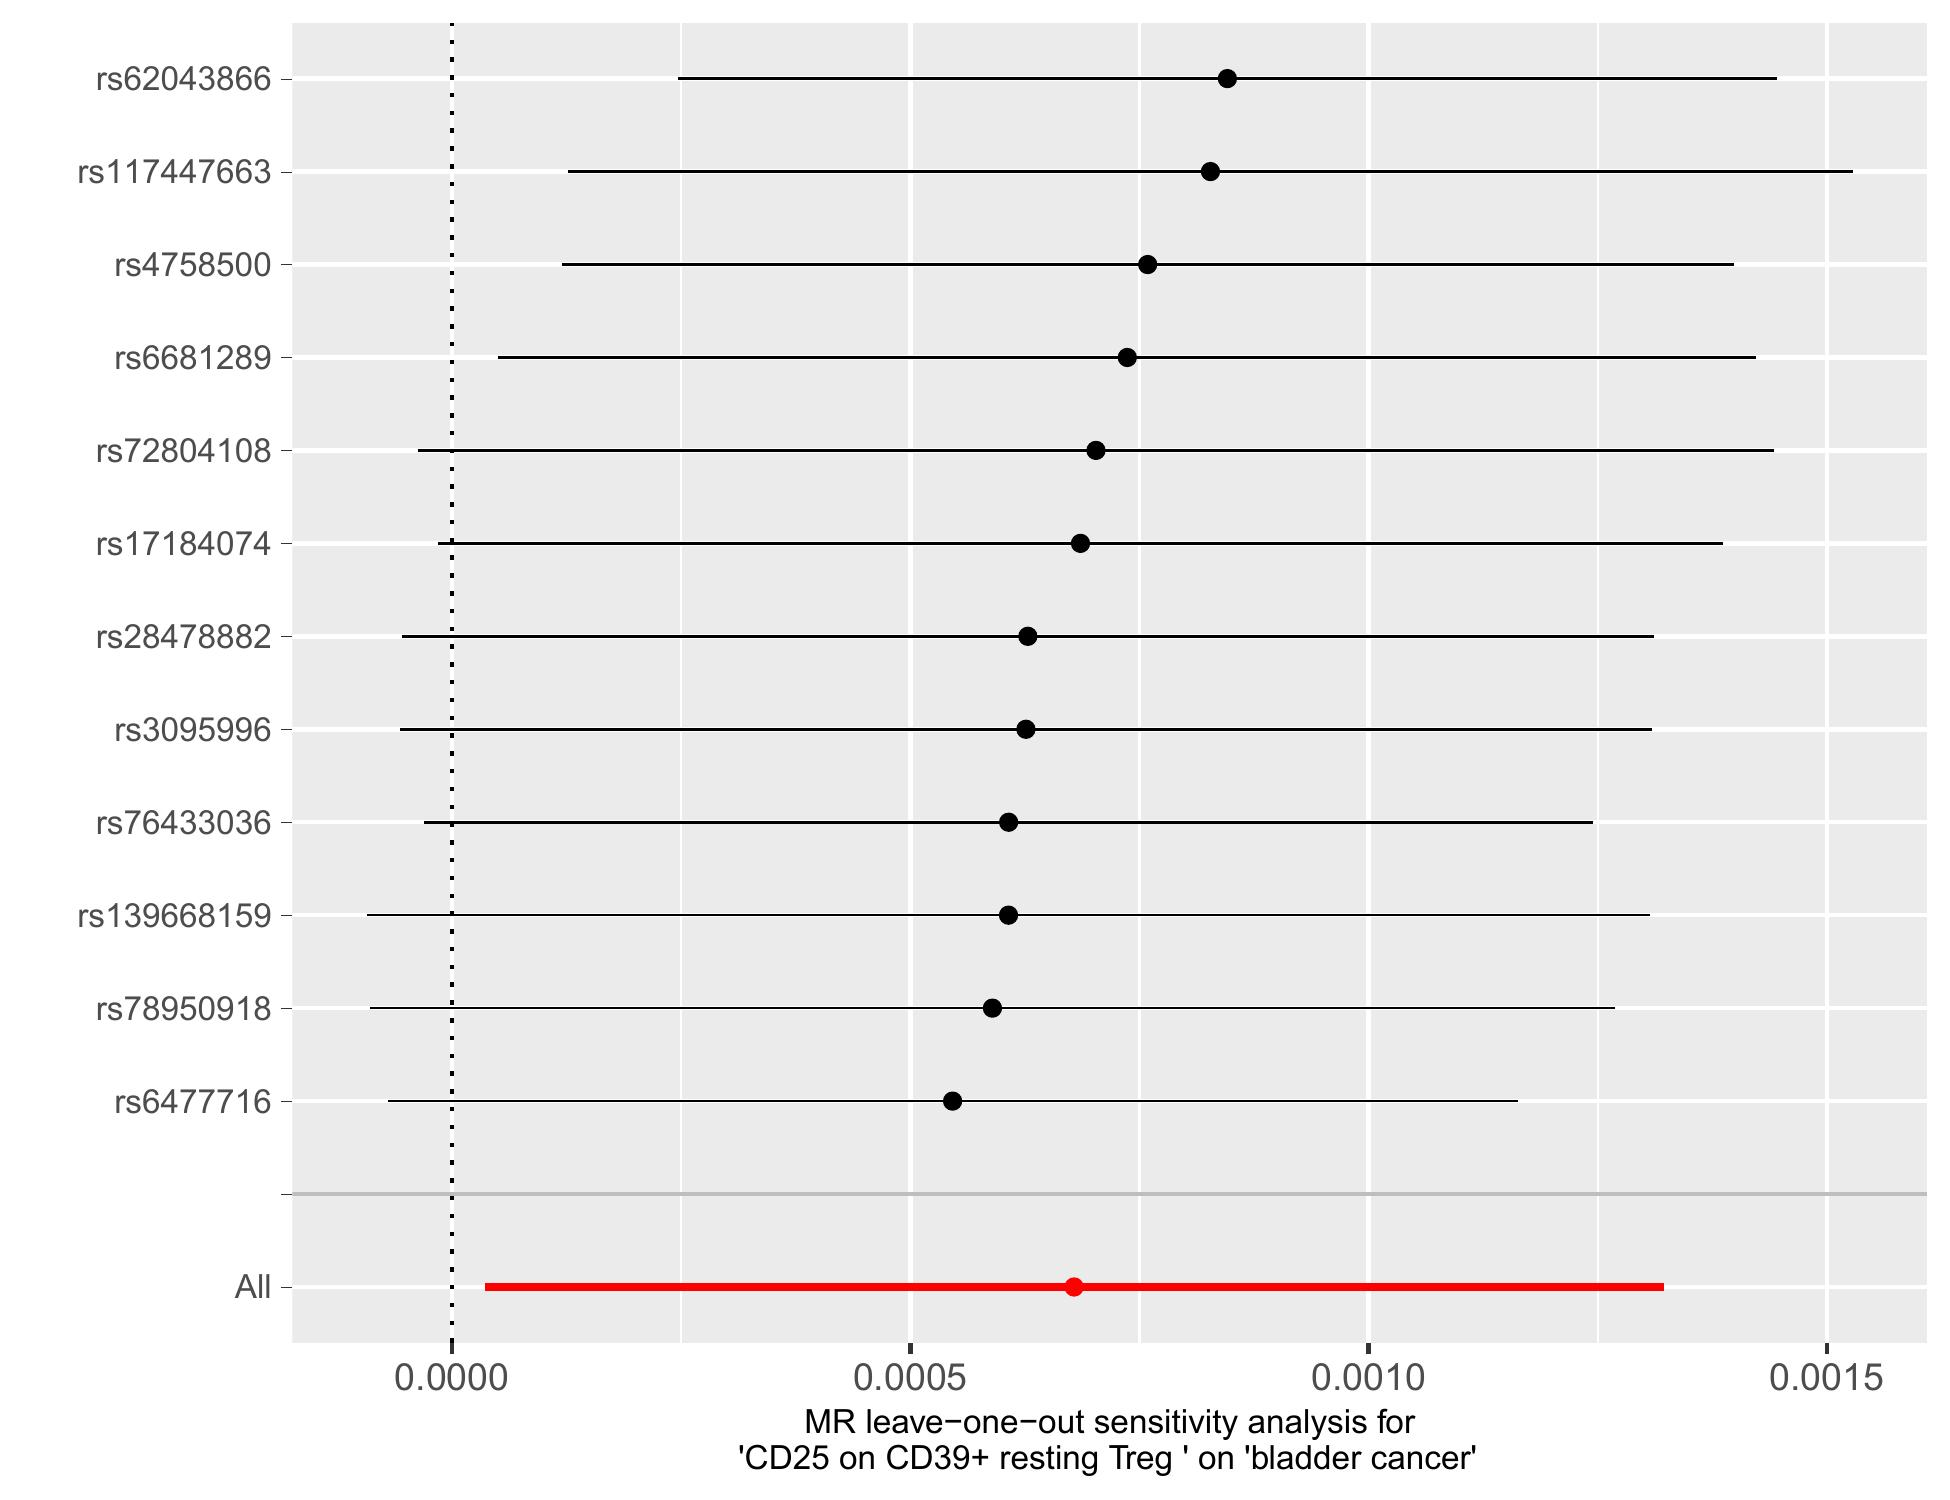 rs62043866
rs117447663
rs4758500
rs6681289
rs72804108
rs17184074
rs28478882
rs3095996
rs76433036
rs139668159
rs78950918
rs6477716
All
0.0000 0.0005 0.0010 0.0015
MR leave−one−out sensitivity analysis for
'CD25 on CD39+ resting Treg ' on 'bladder cancer'